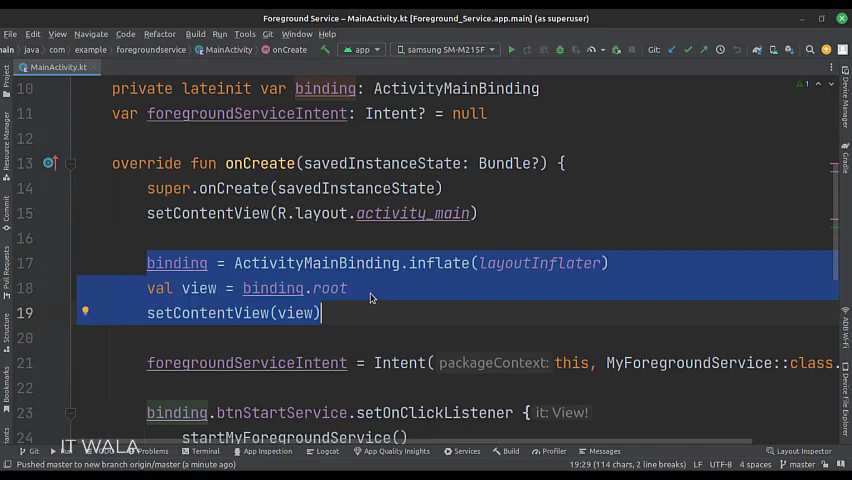 Foreground Service – MainActivity.kt [Foreground_Service.app.main] (as superuser)
File Edit View Navigate Code Refactor Build Run Tools Git Window Help
main java com example foregroundservice MainActivity onCreate app samsung SM-M215F Git:
MainActivity.kt
10 private lateinit var binding: ActivityMainBinding
1
11 var foregroundServiceIntent: Intent? = null
12
13 override fun onCreate(savedInstanceState: Bundle?) {
14 super.onCreate(savedInstanceState)
15 setContentView(R.layout.activity_main)
16
17 binding = ActivityMainBinding.inflate(layoutInflater)
18 val view = binding.root
19 setContentView(view)
20
21 foregroundServiceIntent = Intent( packageContext: this, MyForegroundService::class.
22
23 binding.btnStartService.setOnClickListener { it: View!
24 startMyForegroundService()
Project
Resource Manager
Commit
Pull Requests
Structure
Bookmarks
Device Manager
Gradle
ADB Wi-Fi
IT WALA
Git Run TODO Problems Terminal App Inspection Logcat App Quality Insights Services Build Profiler Messages Layout Inspector
Pushed master to new branch origin/master (a minute ago) 19:29 (114 chars, 2 line breaks) LF UTF-8 4 spaces master